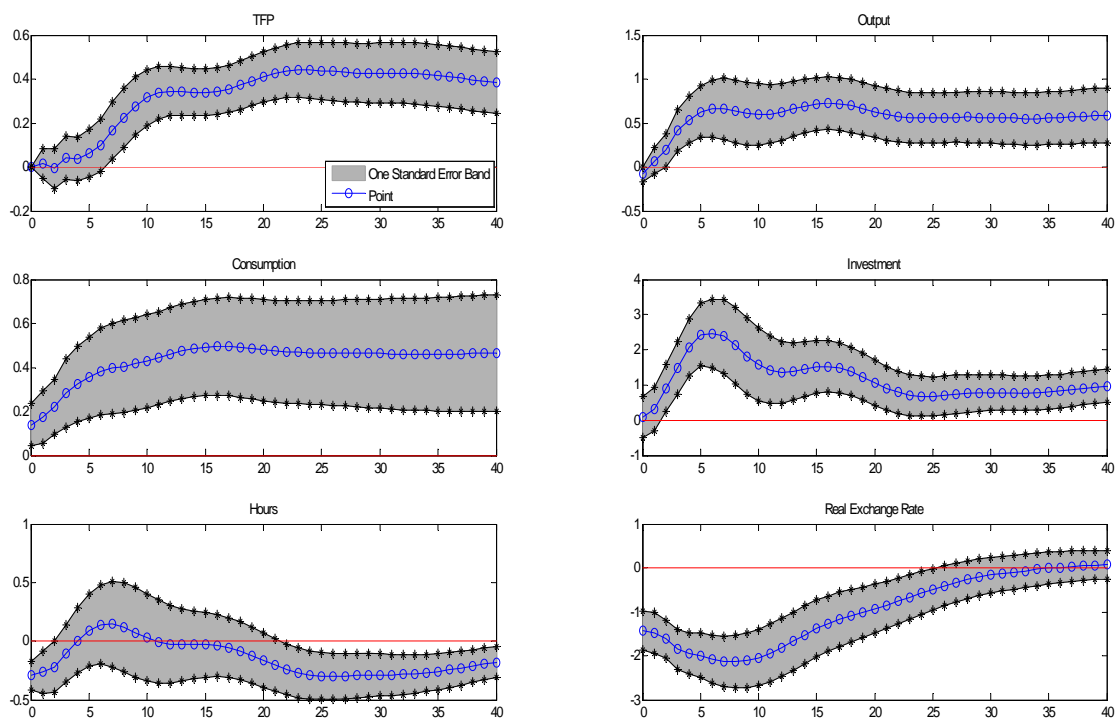 TFP
0.6
0.4
0.2
0
-0.2
0 5 10 15 20 25 30 35 40
One Standard Error Band
Point
Output
1.5
1
0.5
0
-0.5
0 5 10 15 20 25 30 35 40
Consumption
0.8
0.6
0.4
0.2
0
0 5 10 15 20 25 30 35 40
Investment
4
3
2
1
0
-1
0 5 10 15 20 25 30 35 40
Hours
1
0.5
0
-0.5
0 5 10 15 20 25 30 35 40
Real Exchange Rate
1
0
-1
-2
-3
0 5 10 15 20 25 30 35 40